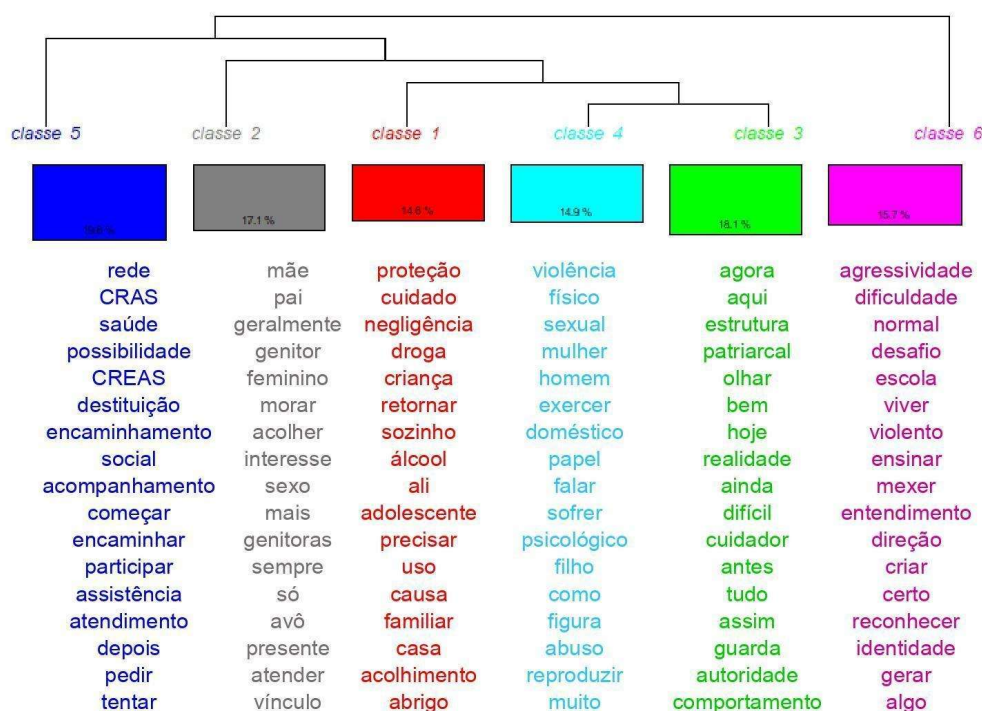 classe 5 classe 2 classe 1 classe 4 classe 3 classe 6
19.6 % 17.1 % 14.6 % 14.9 % 18.1 % 15.7 %
rede mãe proteção violência agora agressividade
CRAS pai cuidado físico aqui dificuldade
saúde geralmente negligência sexual estrutura normal
possibilidade genitor droga mulher patriarcal desafio
CREAS feminino criança homem olhar escola
destituição morar retornar exercer bem viver
encaminhamento acolher sozinho doméstico hoje violento
social interesse álcool papel realidade ensinar
acompanhamento sexo ali falar ainda mexer
começar mais adolescente sofrer difícil entendimento
encaminhar genitoras precisar psicológico cuidador direção
participar sempre uso filho antes criar
assistência só causa como tudo certo
atendimento avô familiar figura assim reconhecer
depois presente casa abuso guarda identidade
pedir atender acolhimento reproduzir autoridade gerar
tentar vínculo abrigo muito comportamento algo